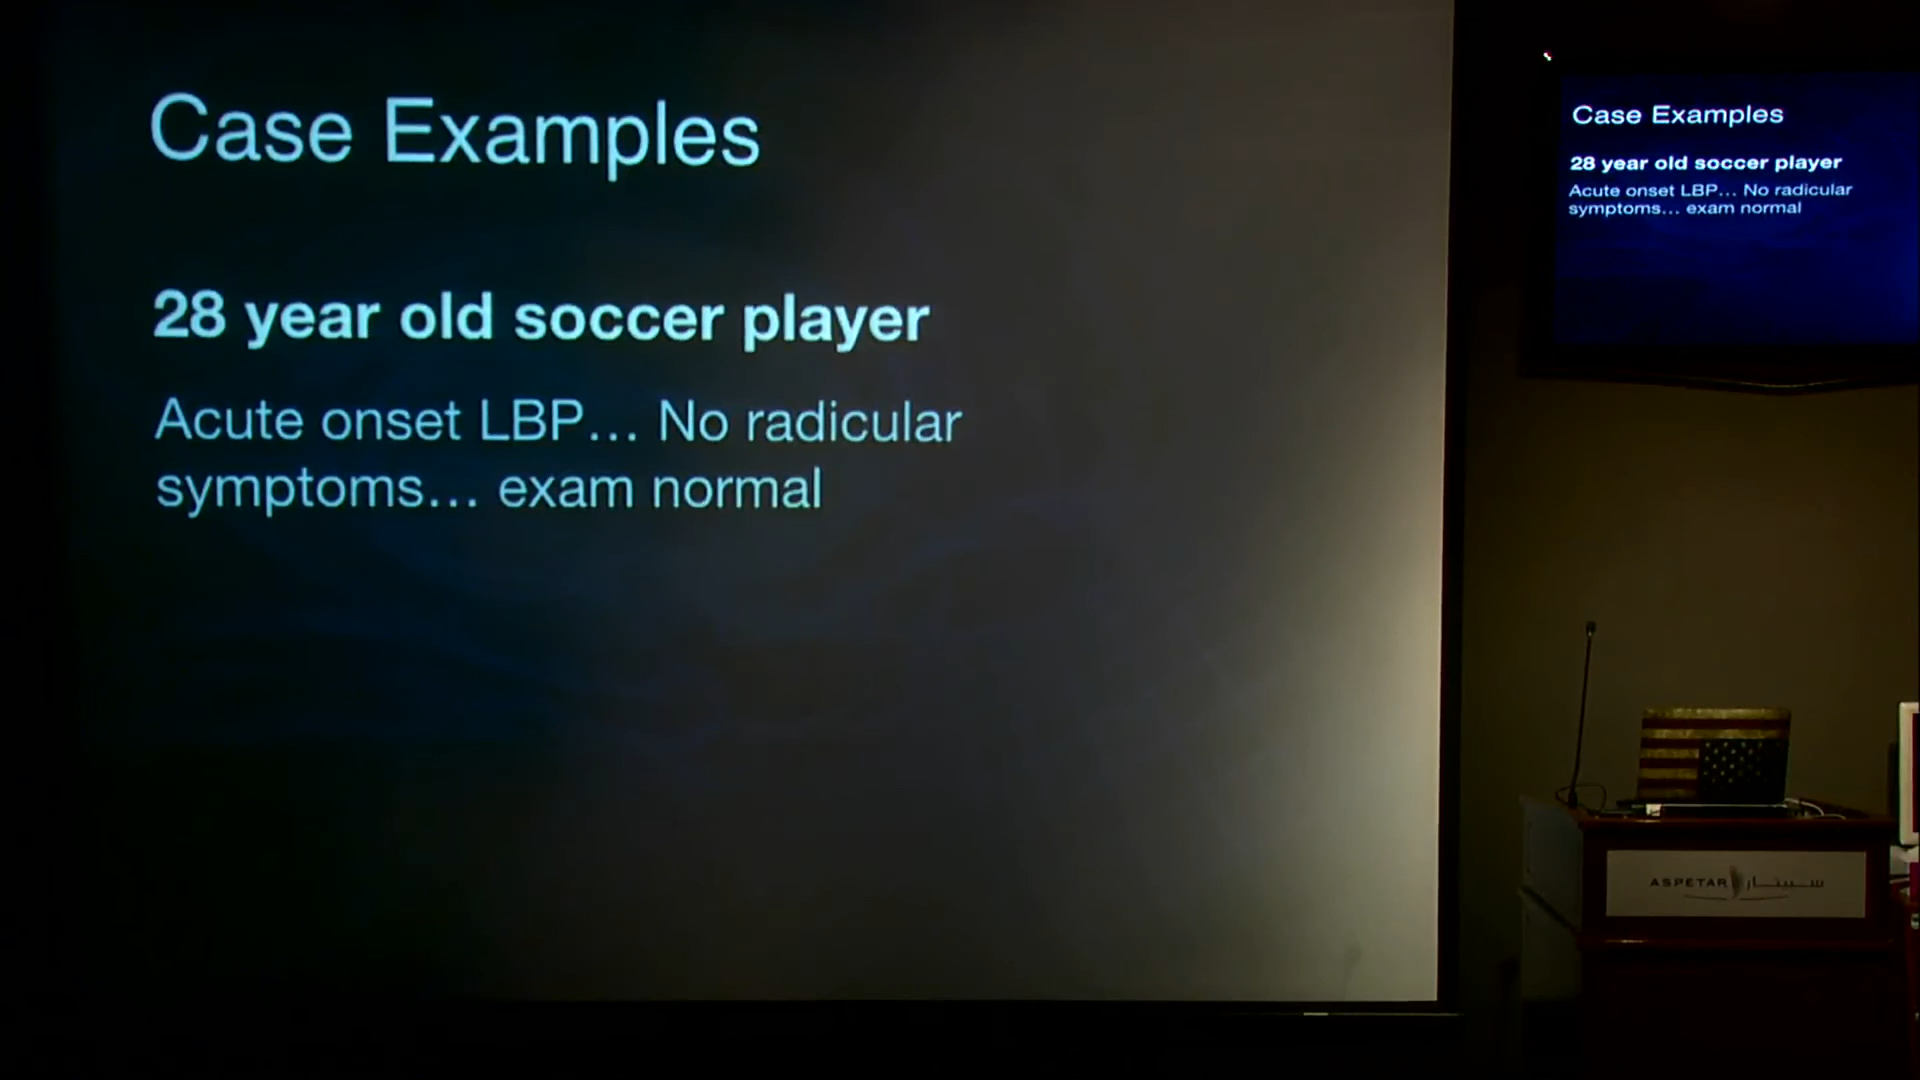 Case Examples
28 year old soccer player
Acute onset LBP... No radicular
symptoms... exam normal
Case Examples
28 year old soccer player
Acute onset LBP... No radicular
symptoms... exam normal
ASPETAR سبيتار